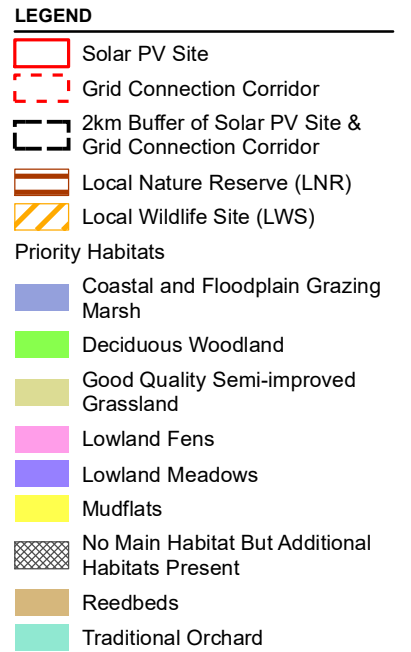 LEGEND
Solar PV Site
Grid Connection Corridor
2km Buffer of Solar PV Site &
Grid Connection Corridor
Local Nature Reserve (LNR)
Local Wildlife Site (LWS)
Priority Habitats
Coastal and Floodplain Grazing
Marsh
Deciduous Woodland
Good Quality Semi-improved
Grassland
Lowland Fens
Lowland Meadows
Mudflats
No Main Habitat But Additional
Habitats Present
Reedbeds
Traditional Orchard